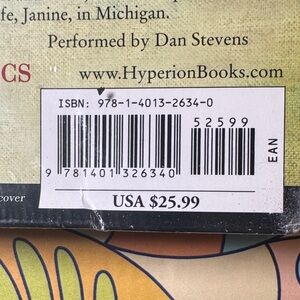 fe, Janine, in Michigan.
Performed by Dan Stevens
CS
www.HyperionBooks.com
ISBN: 978-1-4013-2634-0
52599
EAN
9 781401 326340
cover
USA $25.99